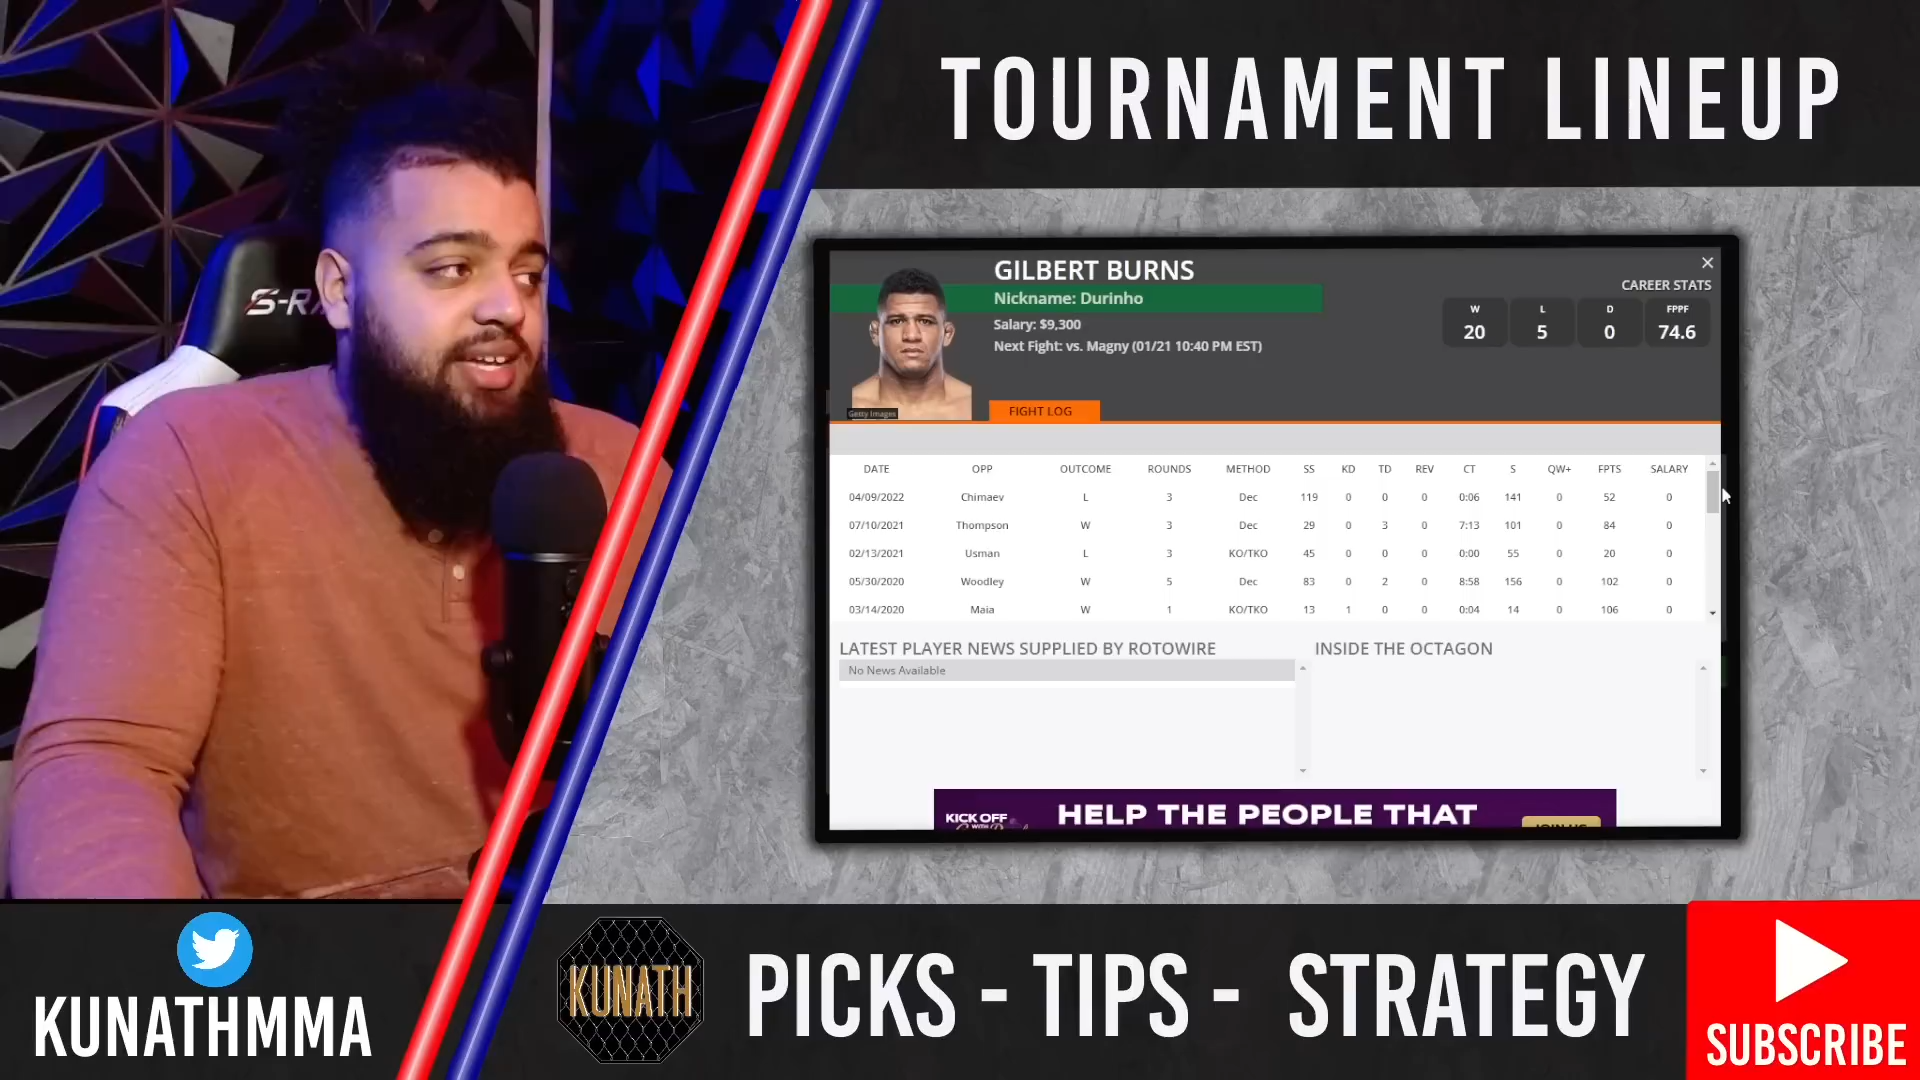 TOURNAMENT LINEUP
GILBERT BURNS
Nickname: Durinho
Salary: $9,300
Next Fight: vs. Magny (01/21 10:40 PM EST)
CAREER STATS
W L D FPPF
20 5 0 74.6
Getty Images
FIGHT LOG
DATE OPP OUTCOME ROUNDS METHOD SS KD TD REV CT S QW+ FPTS SALARY
04/09/2022 Chimaev L 3 Dec 119 0 0 0 0:06 141 0 52 0
07/10/2021 Thompson W 3 Dec 29 0 3 0 7:13 101 0 84 0
02/13/2021 Usman L 3 KO/TKO 45 0 0 0 0:00 55 0 20 0
05/30/2020 Woodley W 5 Dec 83 0 2 0 8:58 156 0 102 0
03/14/2020 Maia W 1 KO/TKO 13 1 0 0 0:04 14 0 106 0
LATEST PLAYER NEWS SUPPLIED BY ROTOWIRE
INSIDE THE OCTAGON
No News Available
KICK OFF
WITH
HELP THE PEOPLE THAT
JOIN US
KUNATHMMA
KUNATH
PICKS - TIPS - STRATEGY
SUBSCRIBE